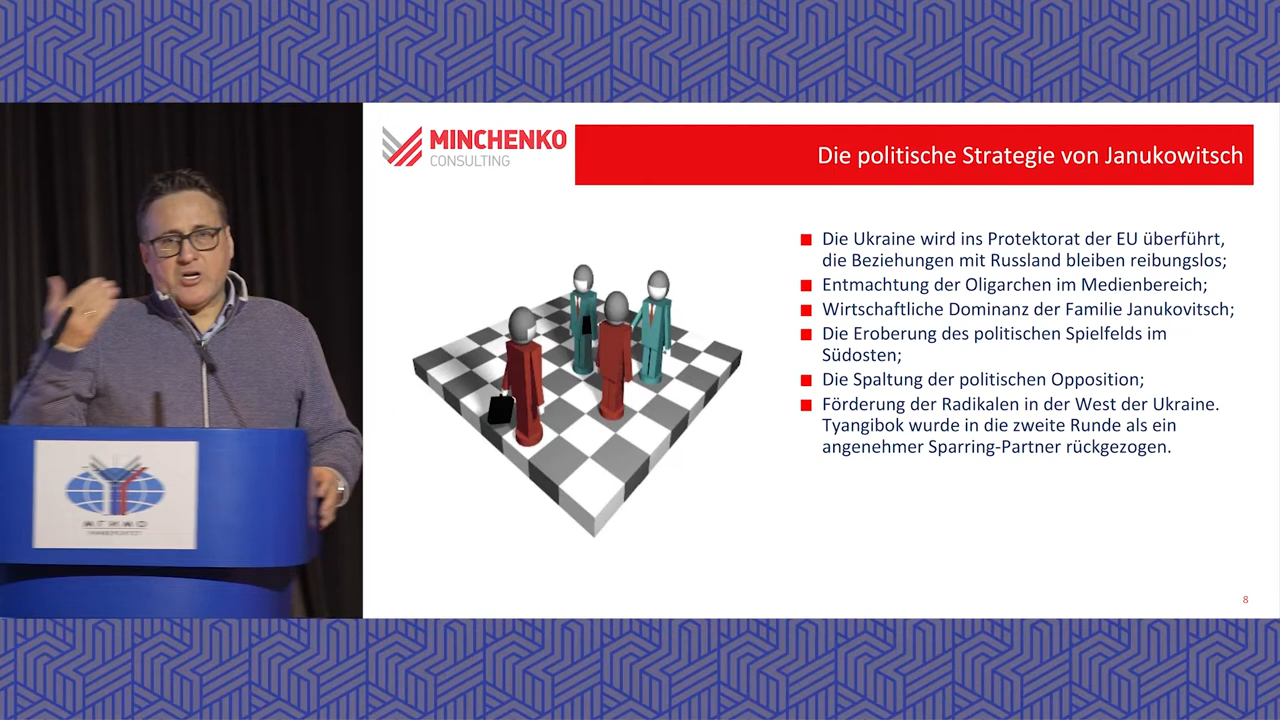 MINCHENKO
CONSULTING
Die politische Strategie von Janukowitsch
Die Ukraine wird ins Protektorat der EU überführt,
die Beziehungen mit Russland bleiben reibungslos;
Entmachtung der Oligarchen im Medienbereich;
Wirtschaftliche Dominanz der Familie Janukovitsch;
Die Eroberung des politischen Spielfelds im
Südosten;
Die Spaltung der politischen Opposition;
Förderung der Radikalen in der West der Ukraine.
Tyangibok wurde in die zweite Runde als ein
angenehmer Sparring-Partner rückgezogen.
8
МГИМО